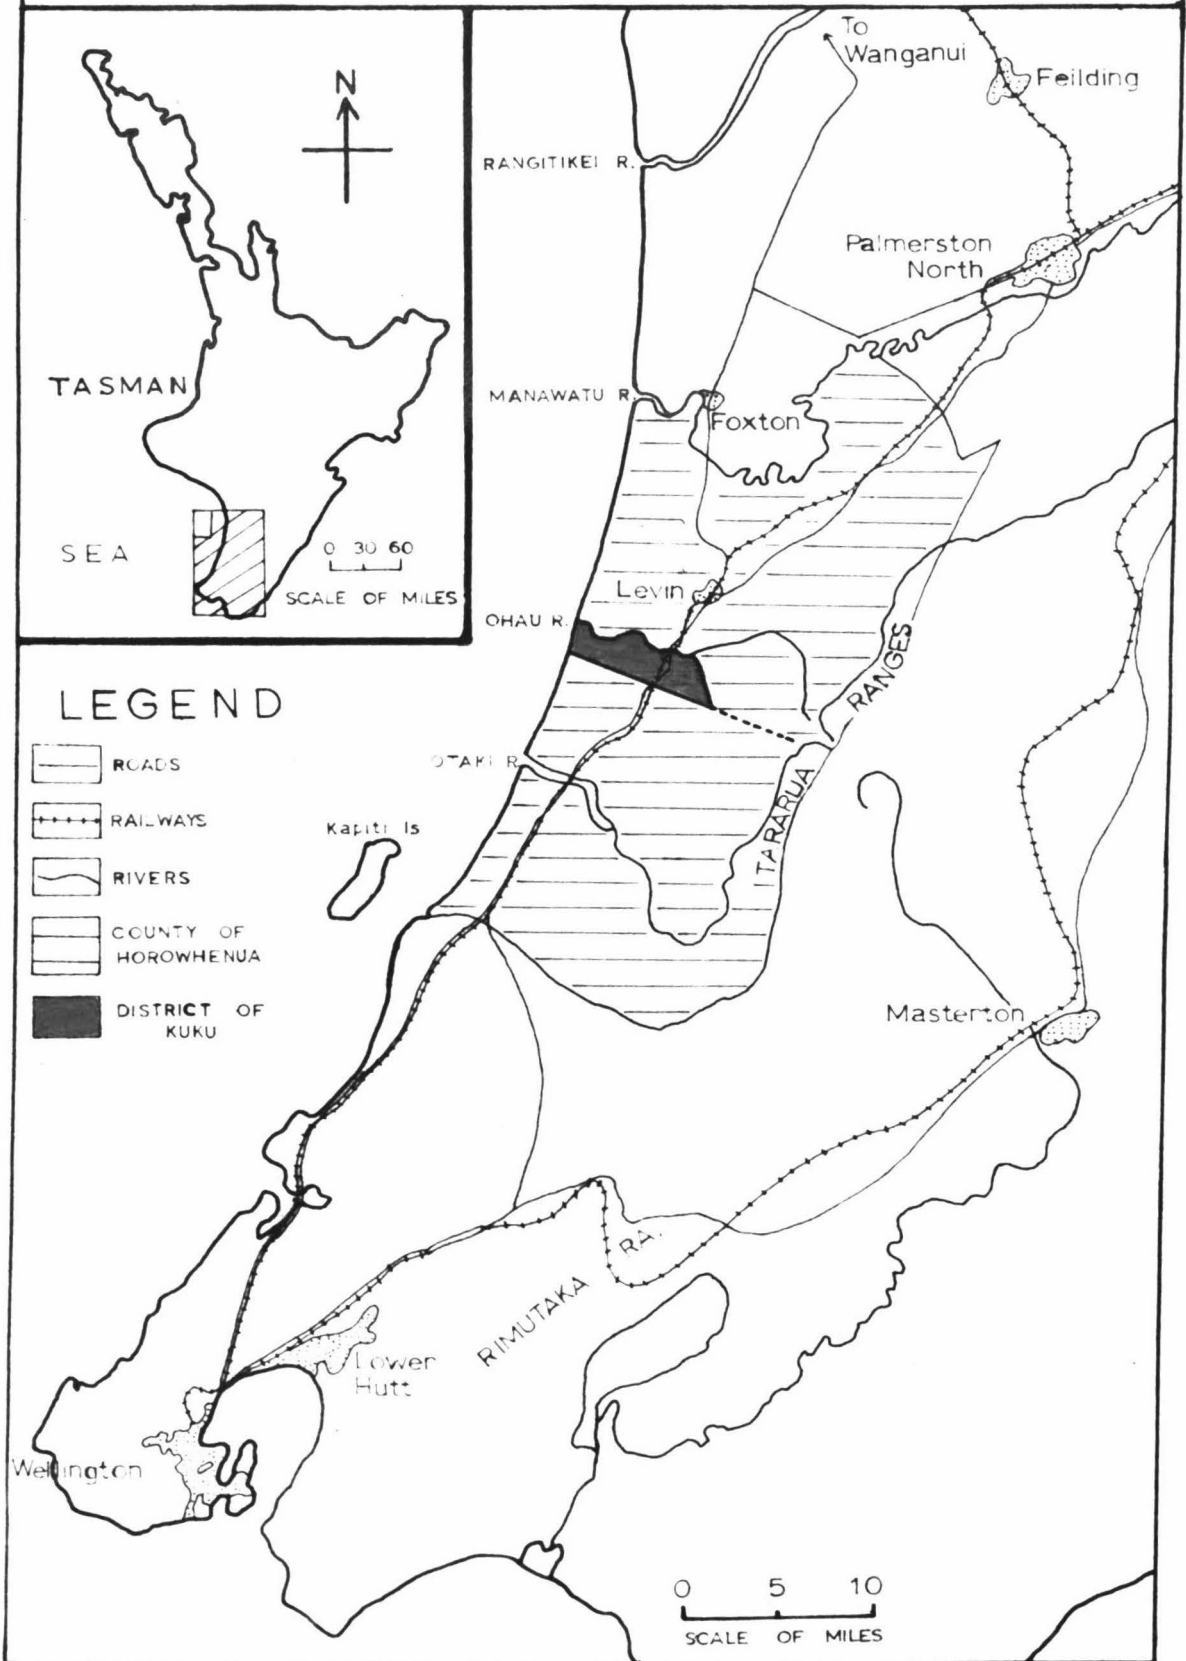 N
TASMAN
SEA
0 30 60
SCALE OF MILES
To
Wanganui
Feilding
RANGITIKEI R.
Palmerston
North
MANAWATU R.
Foxton
Levin
OHAU R.
RANGES
TARARUA
OTAKI R
Kapiti Is
LEGEND
ROADS
RAILWAYS
RIVERS
COUNTY OF
HOROWHENUA
DISTRICT OF
KUKU
Masterton
RIMUTAKA RA.
Lower
Hutt
Wellington
0 5 10
SCALE OF MILES